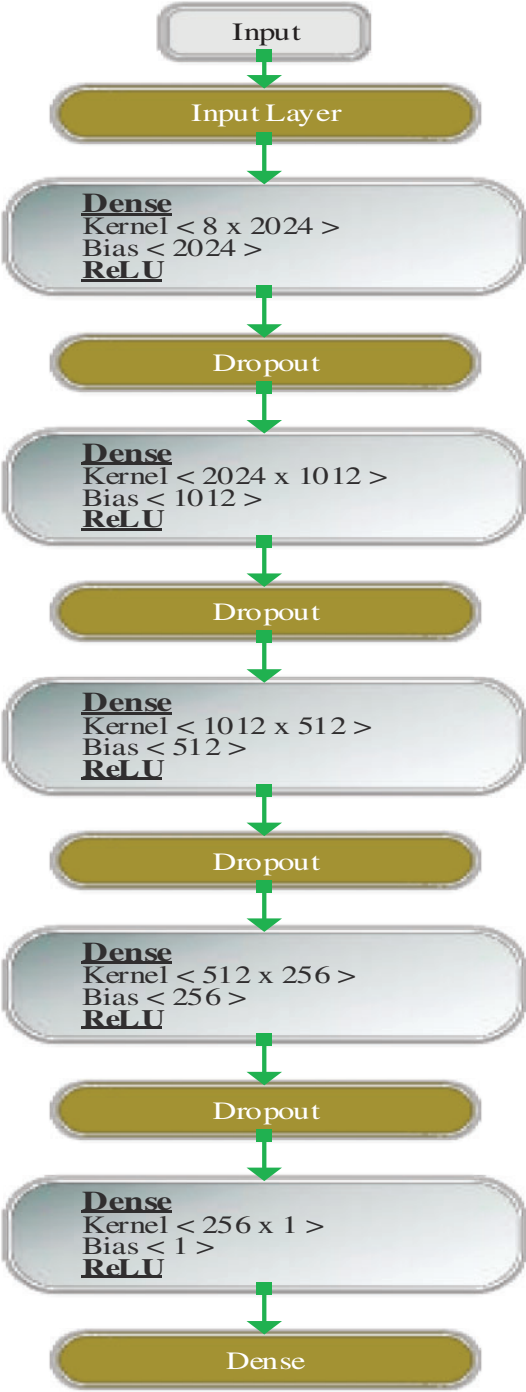 Input
Input Layer
Dense
Kernel < 8 x 2024 >
Bias < 2024 >
ReLU
Dropout
Dense
Kernel < 2024 x 1012 >
Bias < 1012 >
ReLU
Dropout
Dense
Kernel < 1012 x 512 >
Bias < 512 >
ReLU
Dropout
Dense
Kernel < 512 x 256 >
Bias < 256 >
ReLU
Dropout
Dense
Kernel < 256 x 1 >
Bias < 1 >
ReLU
Dense